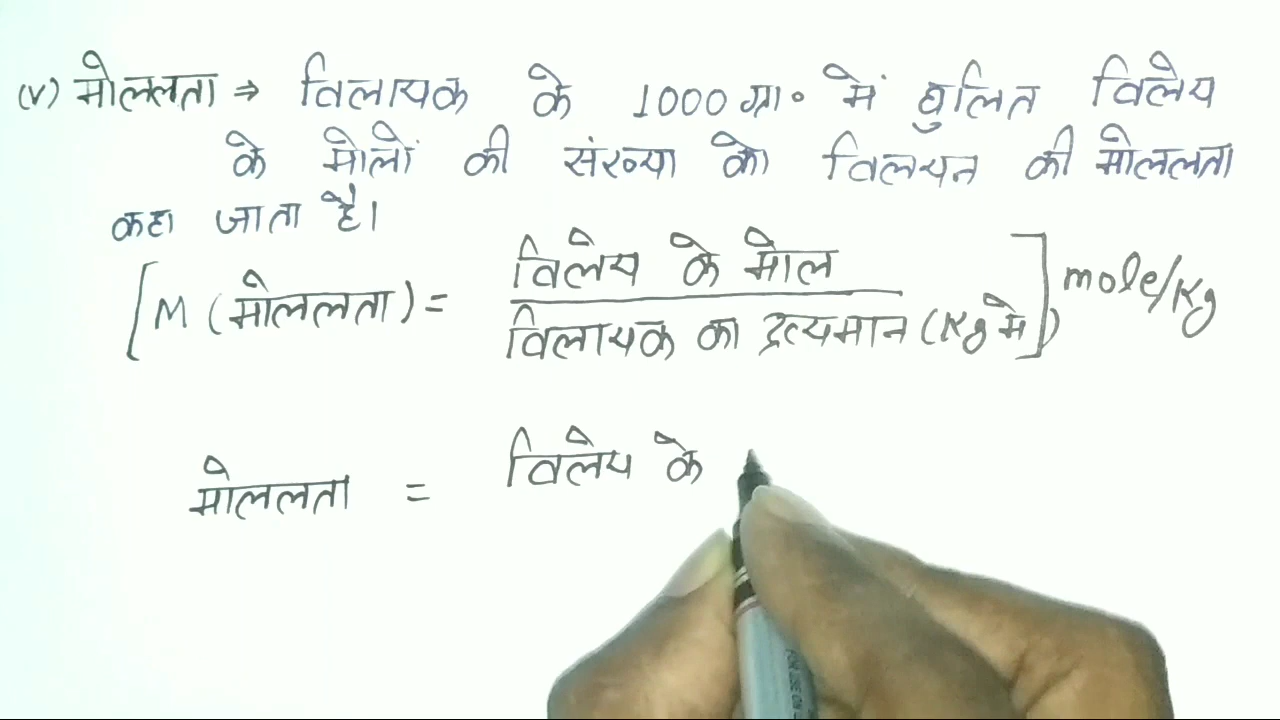 (v) मोललता ⇒ विलायक के 1000 ग्रा० में घुलित विलेय
के मोलों की संख्या को विलयन की मोललता
कहा जाता है।
[M (मोललता) = विलेय के मोल / विलायक का द्रव्यमान (Kg में)] mole/Kg
मोललता = विलेय के